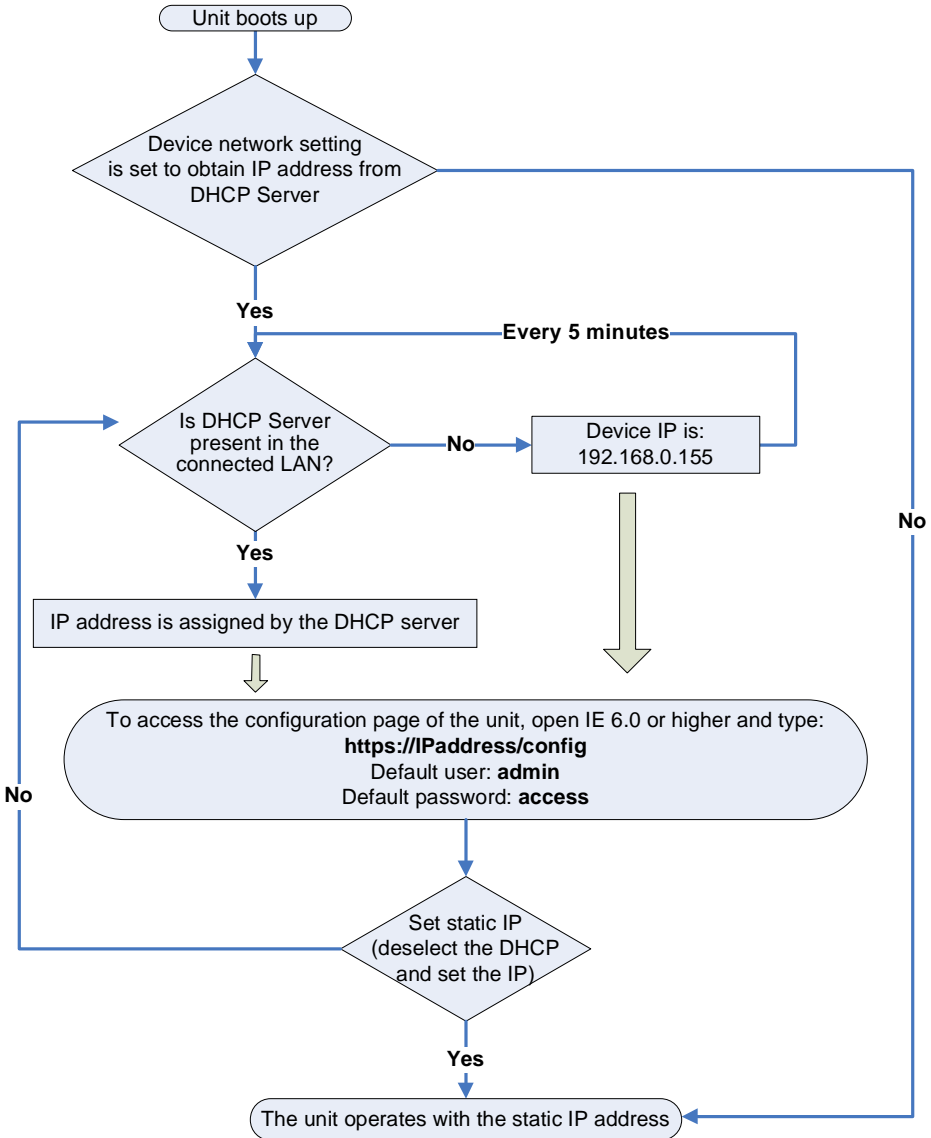 Unit boots up
Device network setting
is set to obtain IP address from
DHCP Server
Yes
Every 5 minutes
Is DHCP Server
present in the
connected LAN?
No
Device IP is:
192.168.0.155
No
Yes
IP address is assigned by the DHCP server
To access the configuration page of the unit, open IE 6.0 or higher and type:
https://IPaddress/config
Default user: admin
Default password: access
No
Set static IP
(deselect the DHCP
and set the IP)
Yes
The unit operates with the static IP address